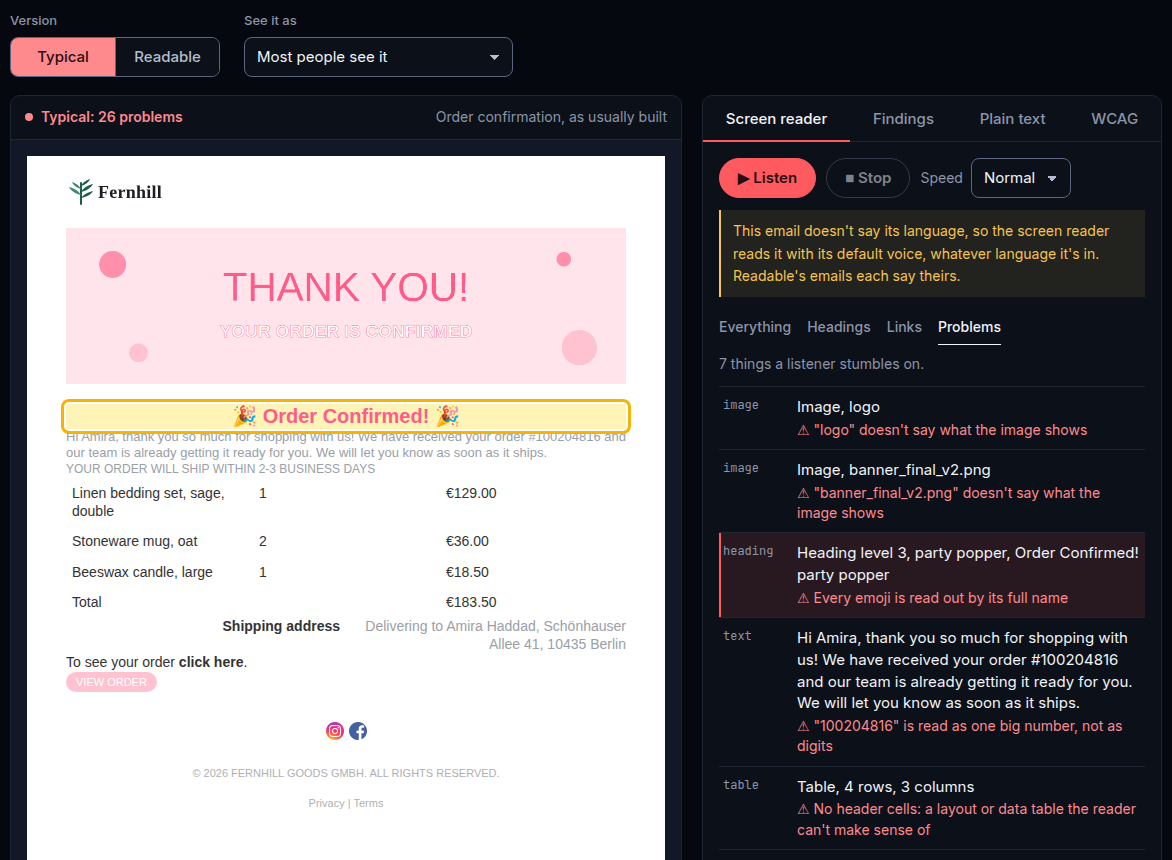 Version
See it as
Typical
Readable
Most people see it
Typical: 26 problems
Order confirmation, as usually built
Fernhill
THANK YOU!
YOUR ORDER IS CONFIRMED
🎉 Order Confirmed! 🎉
Hi Amira, thank you so much for shopping with us! We have received your order #100204816 and
our team is already getting it ready for you. We will let you know as soon as it ships.
YOUR ORDER WILL SHIP WITHIN 2-3 BUSINESS DAYS
Linen bedding set, sage, double
1
€129.00
Stoneware mug, oat
2
€36.00
Beeswax candle, large
1
€18.50
Total
€183.50
Shipping address
Delivering to Amira Haddad, Schönhauser
Allee 41, 10435 Berlin
To see your order click here.
VIEW ORDER
© 2026 FERNHILL GOODS GMBH. ALL RIGHTS RESERVED.
Privacy | Terms
Screen reader
Findings
Plain text
WCAG
▶ Listen
■ Stop
Speed
Normal
This email doesn't say its language, so the screen reader
reads it with its default voice, whatever language it's in.
Readable's emails each say theirs.
Everything
Headings
Links
Problems
7 things a listener stumbles on.
image
Image, logo
⚠ "logo" doesn't say what the image shows
image
Image, banner_final_v2.png
⚠ "banner_final_v2.png" doesn't say what the
image shows
heading
Heading level 3, party popper, Order Confirmed!
party popper
⚠ Every emoji is read out by its full name
text
Hi Amira, thank you so much for shopping with
us! We have received your order #100204816
and our team is already getting it ready for you.
We will let you know as soon as it ships.
⚠ "100204816" is read as one big number, not as
digits
table
Table, 4 rows, 3 columns
⚠ No header cells: a layout or data table the reader
can't make sense of